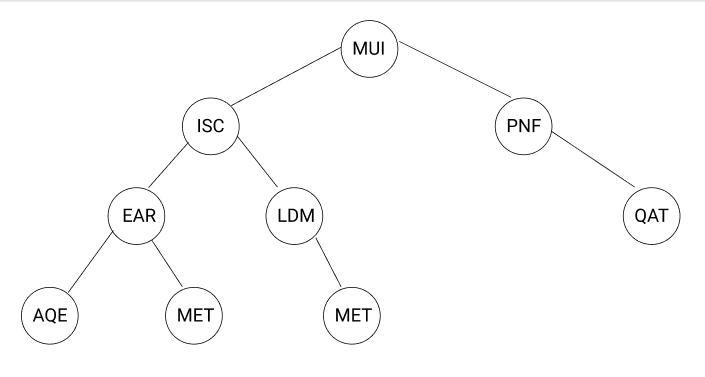 MUI
ISC
PNF
EAR
LDM
QAT
AQE
MET
MET